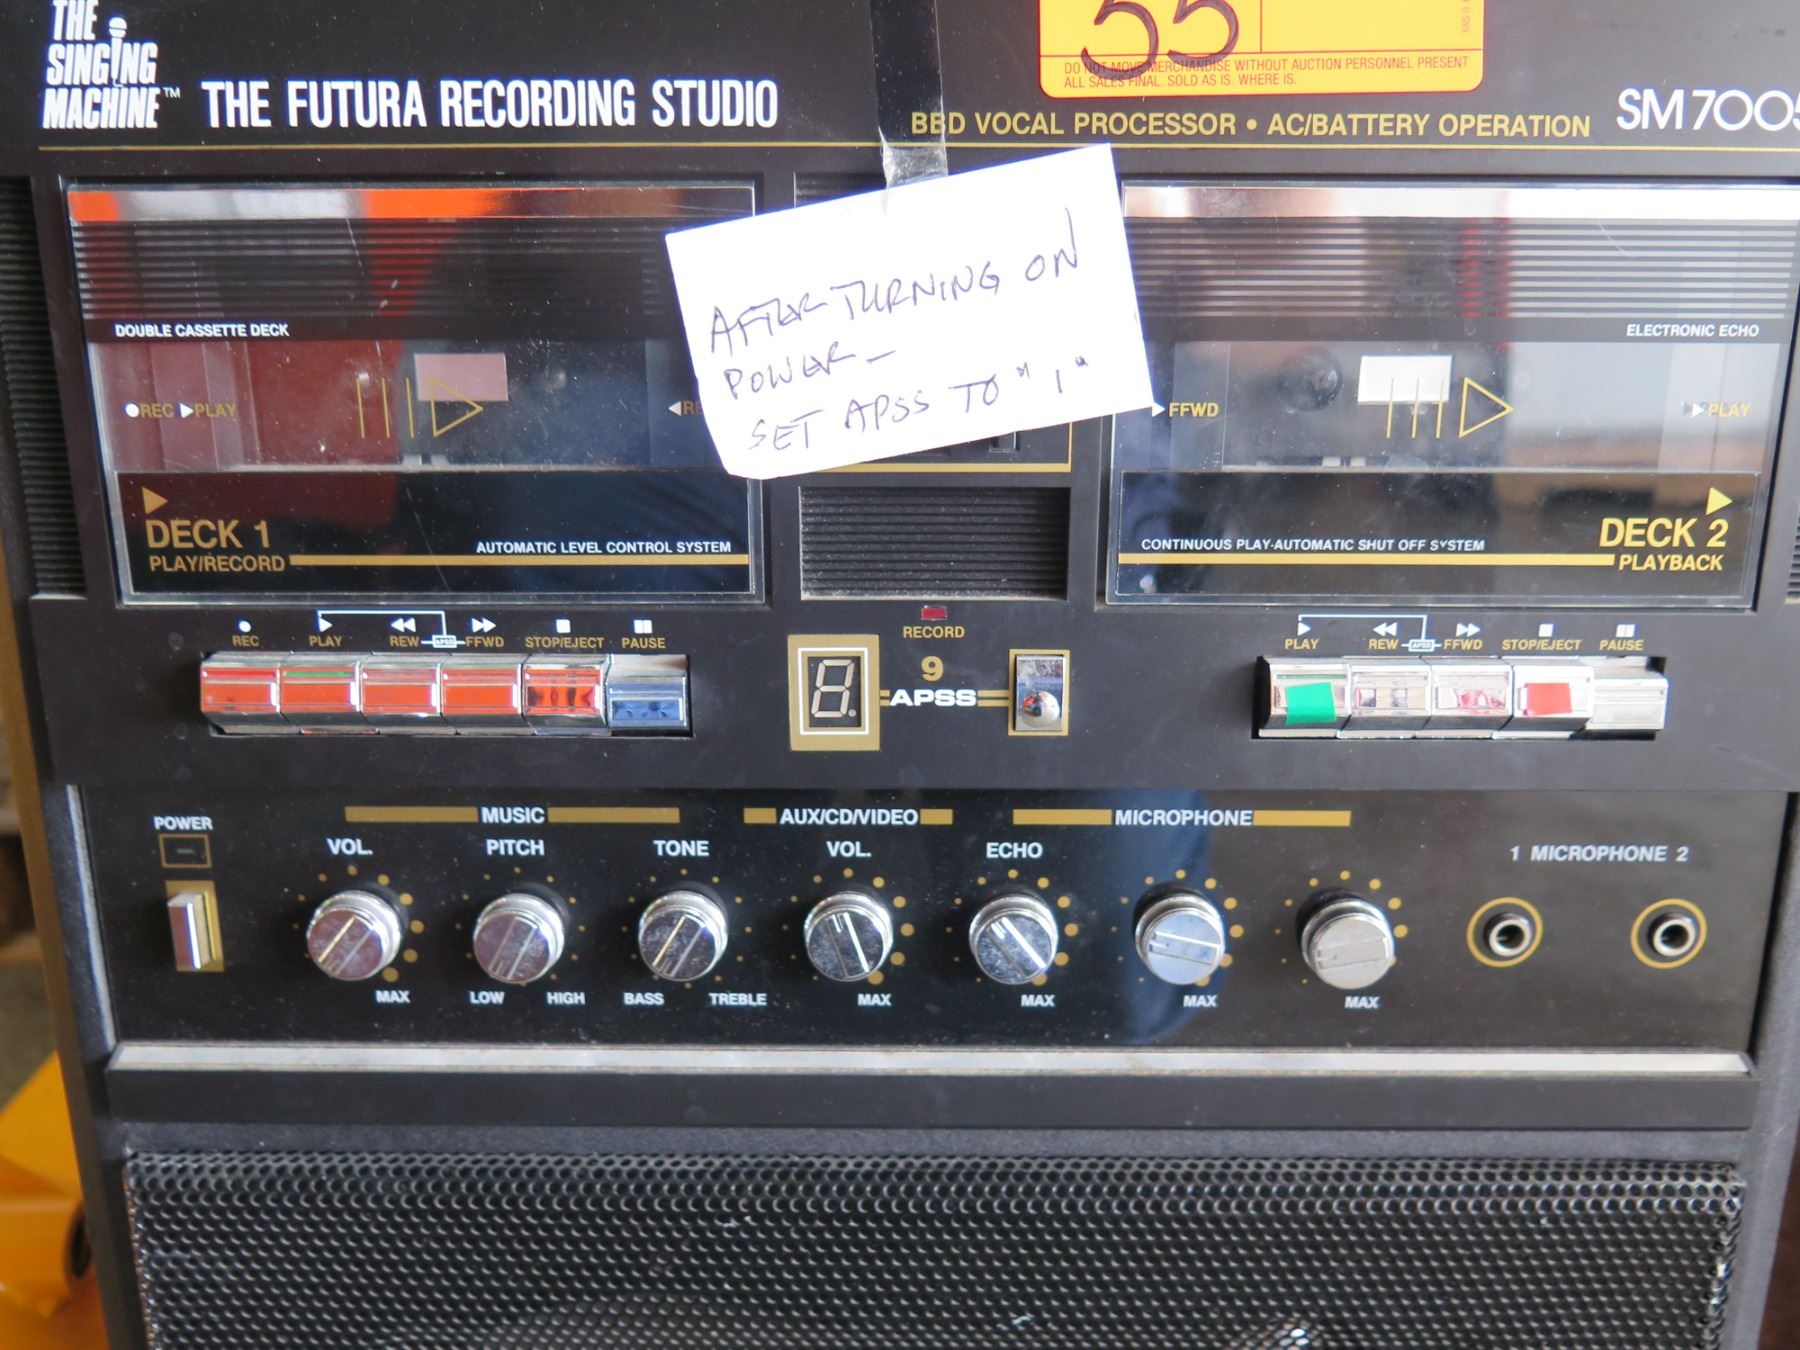 THE
SINGING
MACHINE™
THE FUTURA RECORDING STUDIO
55
DO NOT MOVE MERCHANDISE WITHOUT AUCTION PERSONNEL PRESENT
ALL SALES FINAL. SOLD AS IS. WHERE IS.
BBD VOCAL PROCESSOR • AC/BATTERY OPERATION
SM7005
AFTER TURNING ON
POWER –
SET APSS TO "1"
DOUBLE CASSETTE DECK
ELECTRONIC ECHO
REC PLAY
FFWD
PLAY
DECK 1
PLAY/RECORD
AUTOMATIC LEVEL CONTROL SYSTEM
CONTINUOUS PLAY-AUTOMATIC SHUT OFF SYSTEM
DECK 2
PLAYBACK
REC PLAY REW APSS FFWD STOP/EJECT PAUSE
RECORD
9
APSS
PLAY REW APSS FFWD STOP/EJECT PAUSE
POWER
MUSIC
VOL. PITCH TONE
MAX LOW HIGH BASS TREBLE
AUX/CD/VIDEO
VOL.
MAX
MICROPHONE
ECHO
MAX MAX MAX
1 MICROPHONE 2